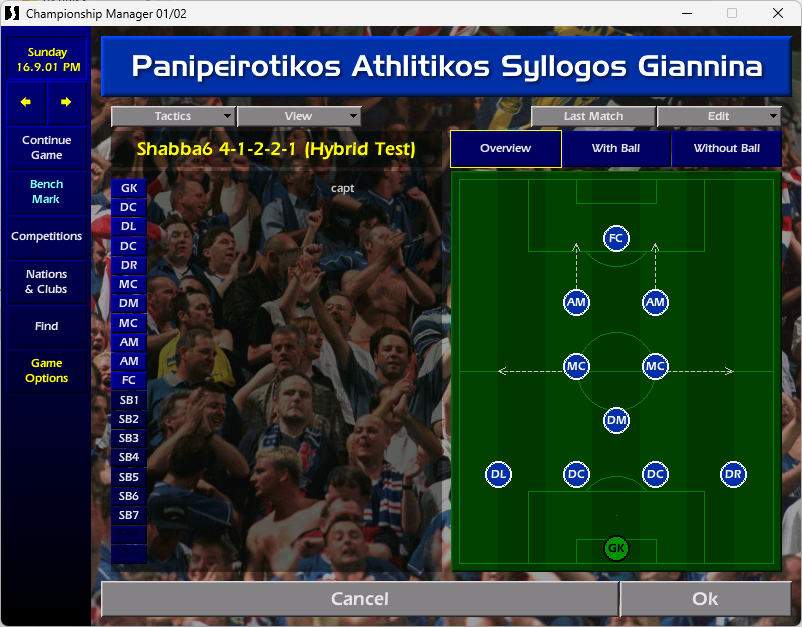 Championship Manager 01/02
Sunday
16.9.01 PM
Continue
Game
Bench
Mark
Competitions
Nations
& Clubs
Find
Game
Options
Panipeirotikos Athlitikos Syllogos Giannina
Tactics
View
Last Match
Edit
Shabba6 4-1-2-2-1 (Hybrid Test)
Overview
With Ball
Without Ball
GK capt
DC
DL
DC
DR
MC
DM
MC
AM
AM
FC
SB1
SB2
SB3
SB4
SB5
SB6
SB7
FC
AM AM
MC MC
DM
DL DC DC DR
GK
Cancel
Ok